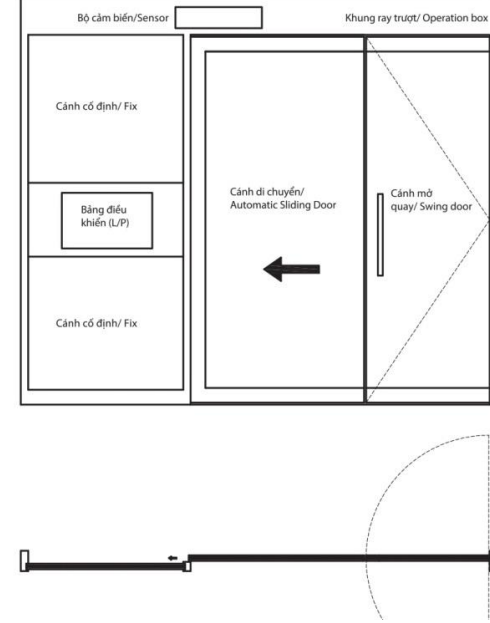 Bộ cảm biến/Sensor
Khung ray trượt/ Operation box
Cánh cố định/ Fix
Bảng điều
khiển (L/P)
Cánh cố định/ Fix
Cánh di chuyển/
Automatic Sliding Door
Cánh mở
quay/ Swing door